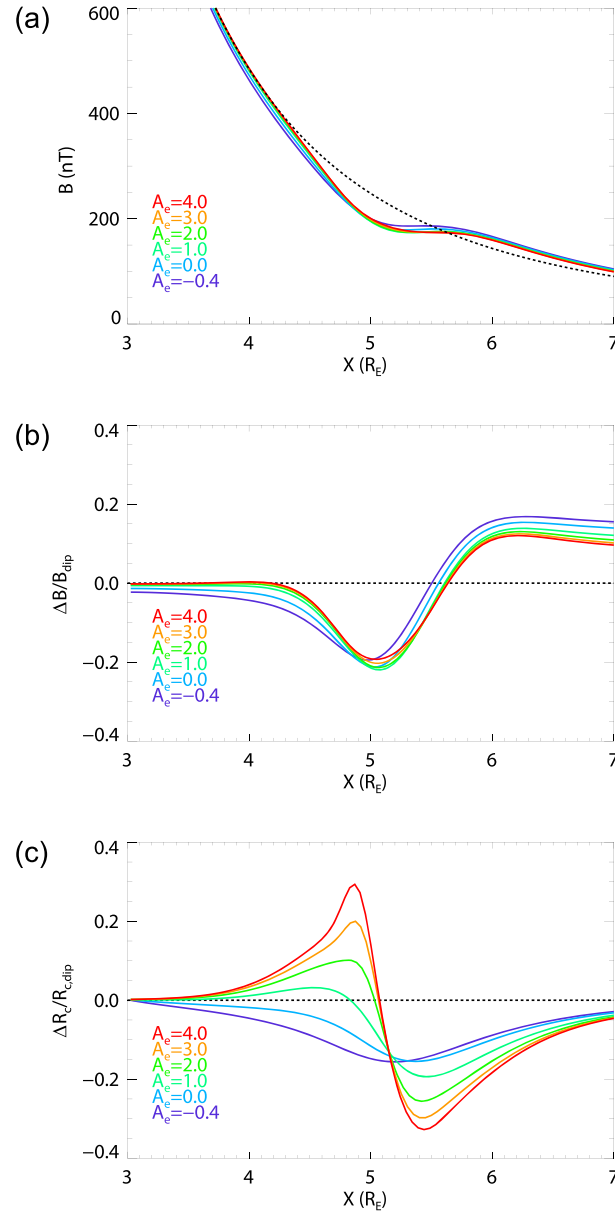 (a)
600
400
200
0
B (nT)
A_e=4.0
A_e=3.0
A_e=2.0
A_e=1.0
A_e=0.0
A_e=−0.4
3 4 5 6 7
X (R_E)
(b)
0.4
0.2
0.0
−0.2
−0.4
ΔB/B_dip
A_e=4.0
A_e=3.0
A_e=2.0
A_e=1.0
A_e=0.0
A_e=−0.4
3 4 5 6 7
X (R_E)
(c)
0.4
0.2
0.0
−0.2
−0.4
ΔR_c/R_c,dip
A_e=4.0
A_e=3.0
A_e=2.0
A_e=1.0
A_e=0.0
A_e=−0.4
3 4 5 6 7
X (R_E)